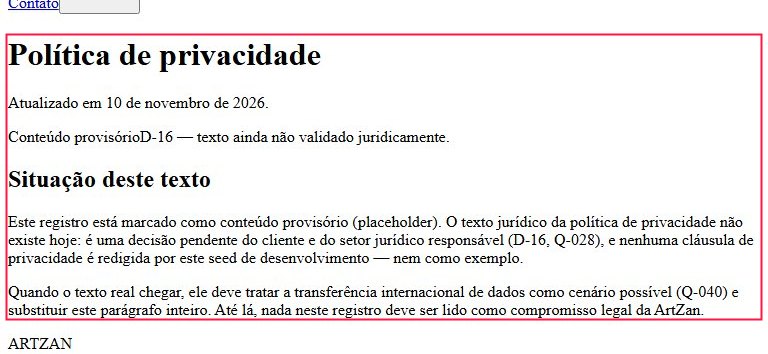 Contato
Política de privacidade
Atualizado em 10 de novembro de 2026.
Conteúdo provisórioD-16 — texto ainda não validado juridicamente.
Situação deste texto
Este registro está marcado como conteúdo provisório (placeholder). O texto jurídico da política de privacidade não
existe hoje: é uma decisão pendente do cliente e do setor jurídico responsável (D-16, Q-028), e nenhuma cláusula de
privacidade é redigida por este seed de desenvolvimento — nem como exemplo.
Quando o texto real chegar, ele deve tratar a transferência internacional de dados como cenário possível (Q-040) e
substituir este parágrafo inteiro. Até lá, nada neste registro deve ser lido como compromisso legal da ArtZan.
ARTZAN